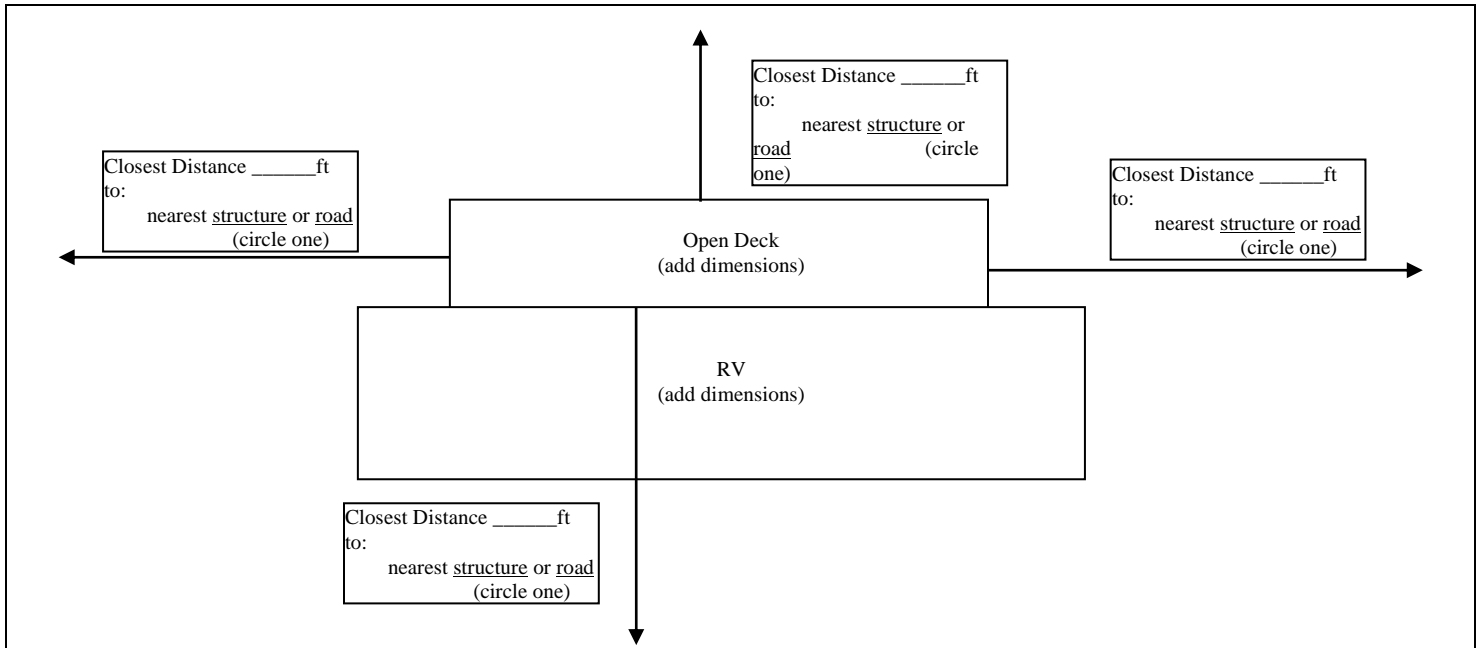 Closest Distance ______ft
to:
nearest structure or
road (circle
one)
Closest Distance ______ft
to:
nearest structure or road
(circle one)
Closest Distance ______ft
to:
nearest structure or road
(circle one)
Open Deck
(add dimensions)
RV
(add dimensions)
Closest Distance ______ft
to:
nearest structure or road
(circle one)